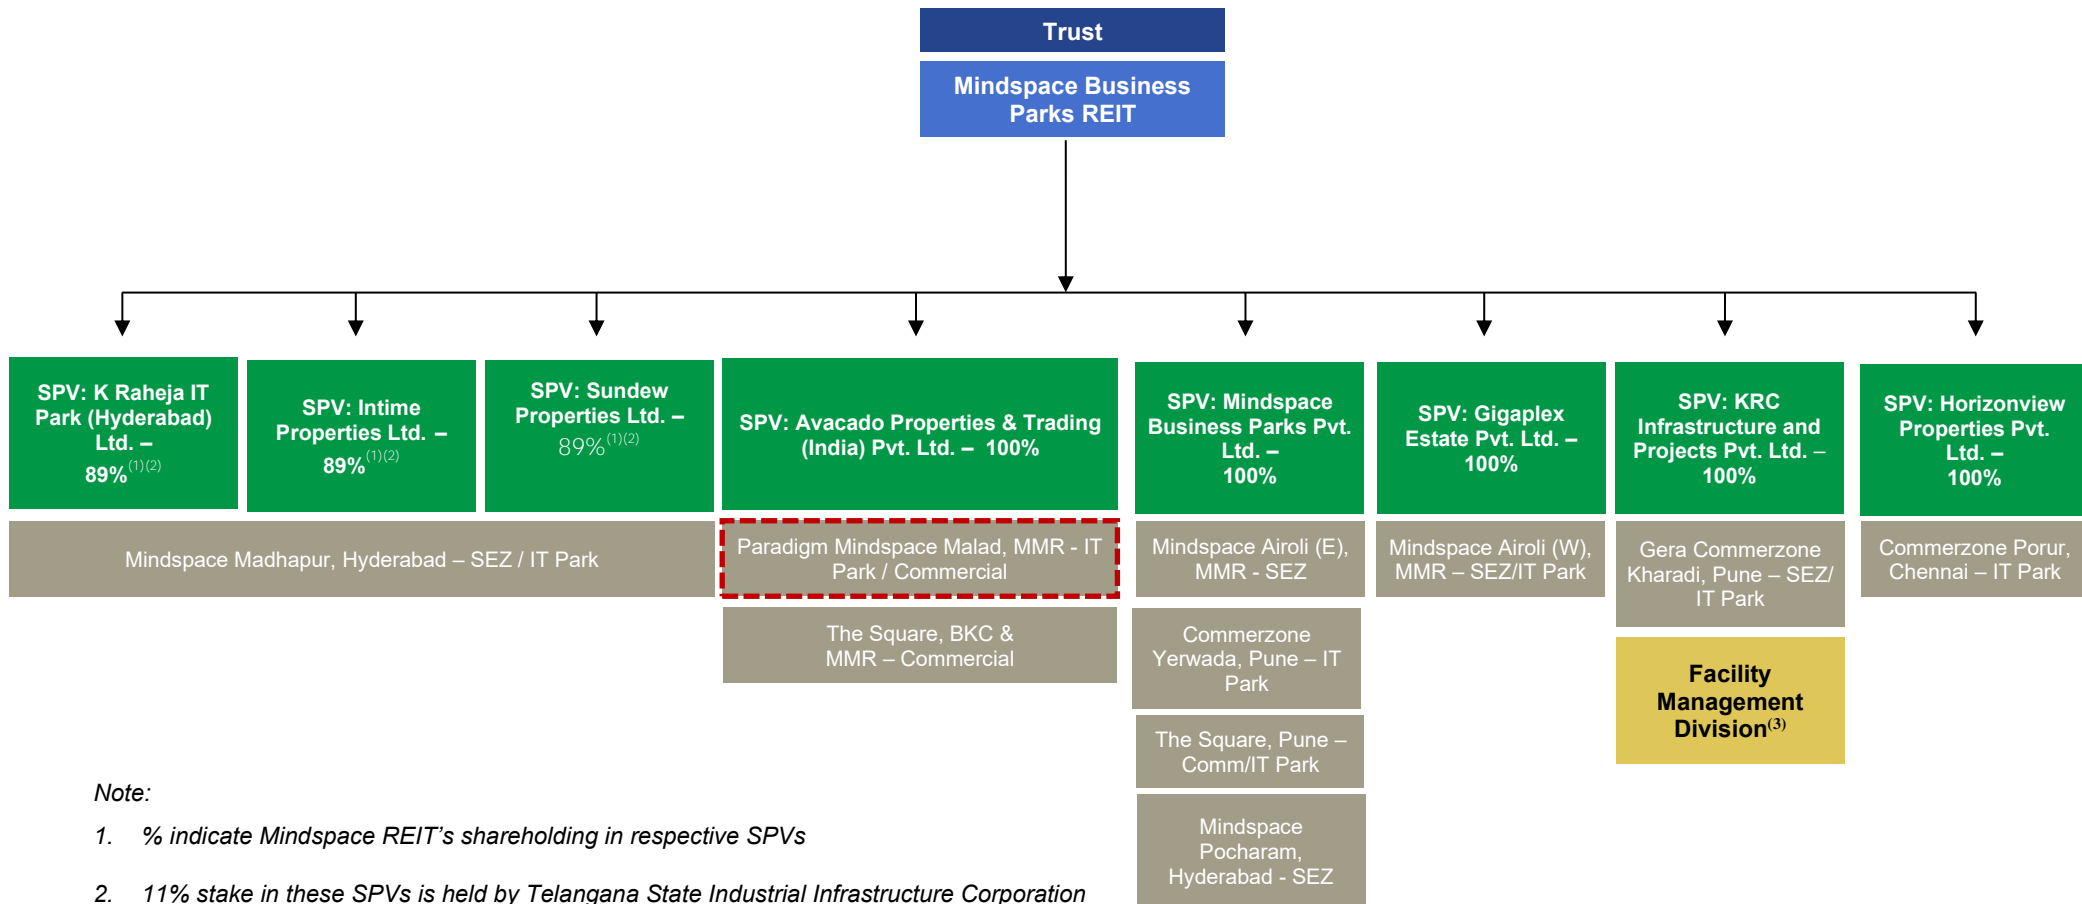 Trust
Mindspace Business
Parks REIT
SPV: K Raheja IT
Park (Hyderabad)
Ltd. –
89%(1)(2)
SPV: Intime
Properties Ltd. –
89%(1)(2)
SPV: Sundew
Properties Ltd. –
89%(1)(2)
SPV: Avacado Properties & Trading
(India) Pvt. Ltd. – 100%
SPV: Mindspace
Business Parks Pvt.
Ltd. –
100%
SPV: Gigaplex
Estate Pvt. Ltd. –
100%
SPV: KRC
Infrastructure and
Projects Pvt. Ltd. –
100%
SPV: Horizonview
Properties Pvt.
Ltd. –
100%
Mindspace Madhapur, Hyderabad – SEZ / IT Park
Paradigm Mindspace Malad, MMR - IT
Park / Commercial
The Square, BKC &
MMR – Commercial
Mindspace Airoli (E),
MMR - SEZ
Commerzone
Yerwada, Pune – IT
Park
The Square, Pune –
Comm/IT Park
Mindspace
Pocharam,
Hyderabad - SEZ
Mindspace Airoli (W),
MMR – SEZ/IT Park
Gera Commerzone
Kharadi, Pune – SEZ/
IT Park
Facility
Management
Division(3)
Commerzone Porur,
Chennai – IT Park
Note:
1. % indicate Mindspace REIT’s shareholding in respective SPVs
2. 11% stake in these SPVs is held by Telangana State Industrial Infrastructure Corporation